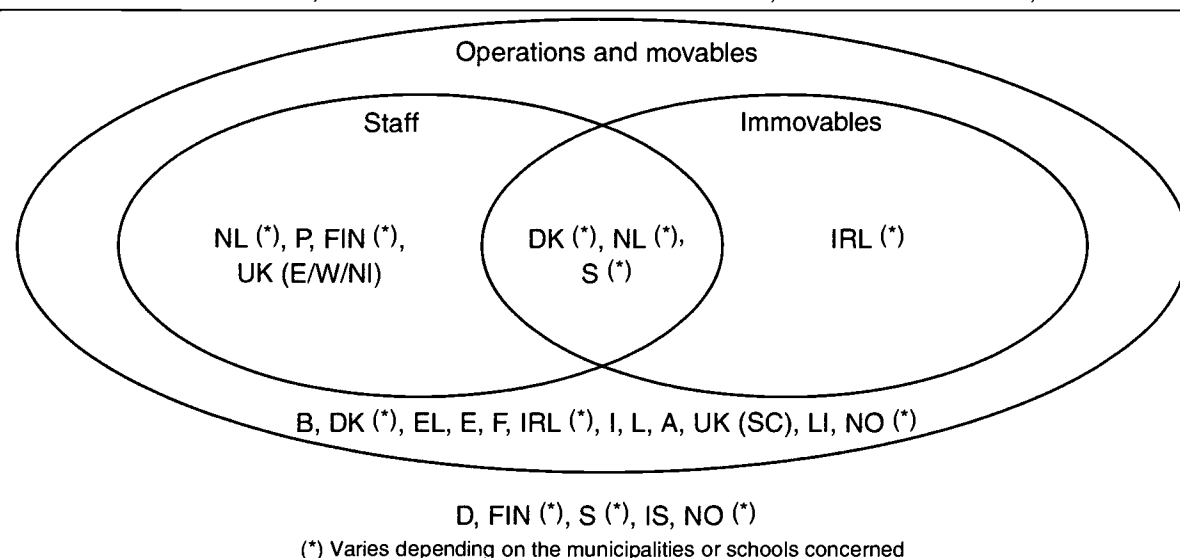 Operations and movables
Staff
Immovables
NL (*), P, FIN (*),
UK (E/W/NI)
DK (*), NL (*),
S (*)
IRL (*)
B, DK (*), EL, E, F, IRL (*), I, L, A, UK (SC), LI, NO (*)
D, FIN (*), S (*), IS, NO (*)
(*) Varies depending on the municipalities or schools concerned